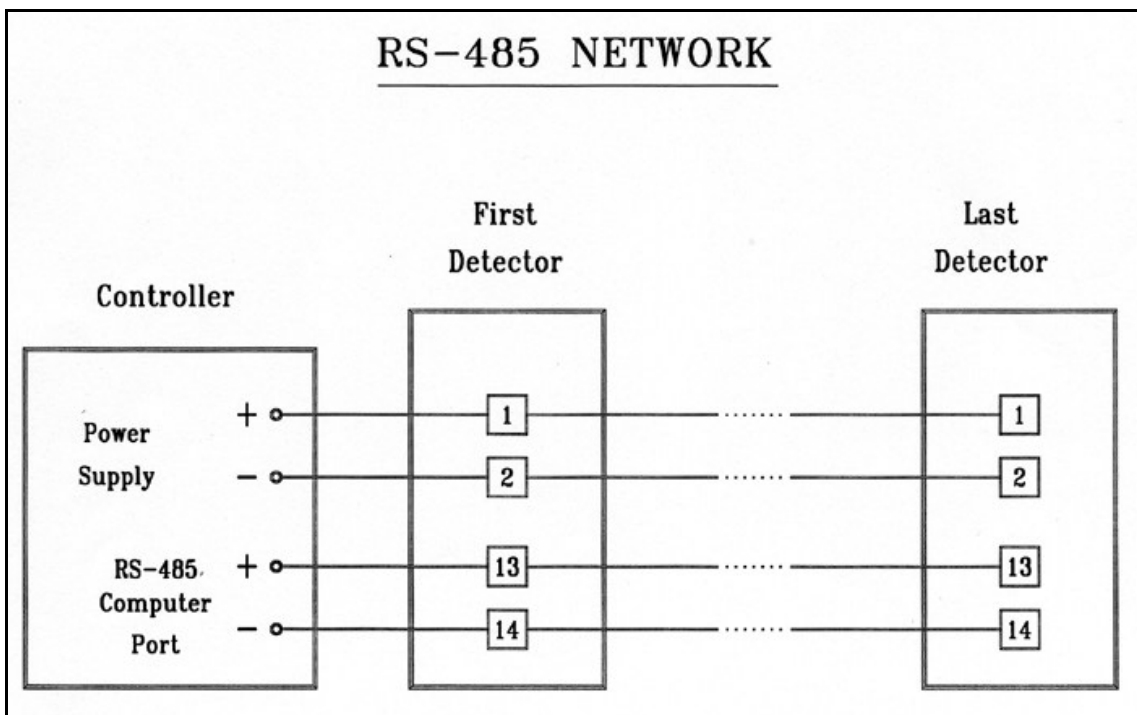 RS-485 NETWORK
First
Detector
Last
Detector
Controller
Power
Supply
+
-
RS-485
Computer
Port
+
-
1
2
13
14
1
2
13
14